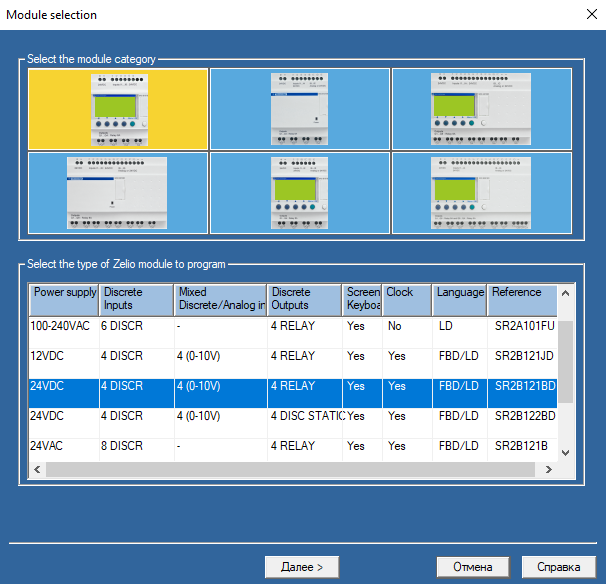 Module selection
Select the module category
Select the type of Zelio module to program
Power supply Discrete Inputs Mixed Discrete/Analog in Discrete Outputs Screen Keyboa Clock Language Reference
100-240VAC 6 DISCR - 4 RELAY Yes No LD SR2A101FU
12VDC 4 DISCR 4 (0-10V) 4 RELAY Yes Yes FBD/LD SR2B121JD
24VDC 4 DISCR 4 (0-10V) 4 RELAY Yes Yes FBD/LD SR2B121BD
24VDC 4 DISCR 4 (0-10V) 4 DISC STATIC Yes Yes FBD/LD SR2B122BD
24VAC 8 DISCR - 4 RELAY Yes Yes FBD/LD SR2B121B
Далее >
Отмена
Справка